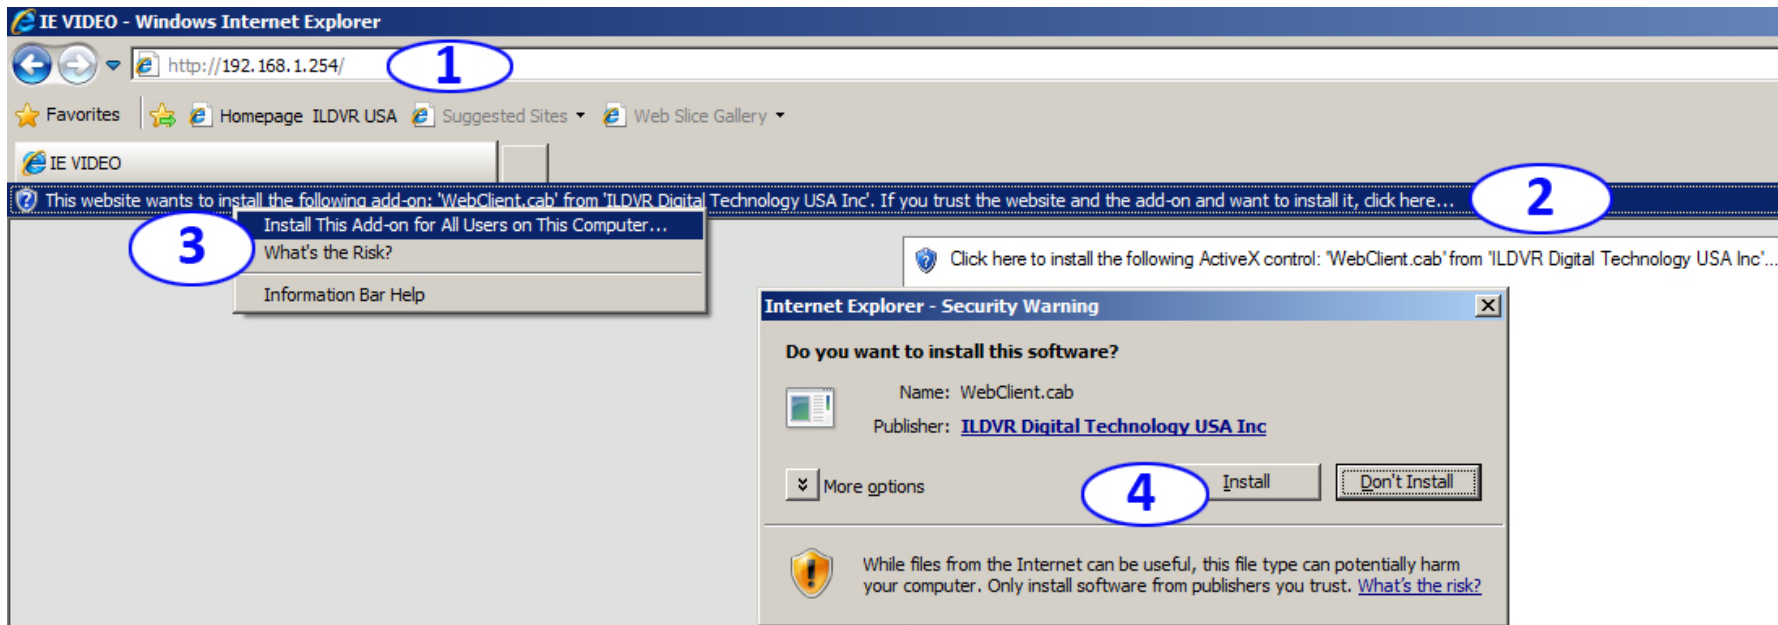 IE VIDEO - Windows Internet Explorer
http://192.168.1.254/
1
Favorites Homepage ILDVR USA Suggested Sites Web Slice Gallery
IE VIDEO
This website wants to install the following add-on: 'WebClient.cab' from 'ILDVR Digital Technology USA Inc'. If you trust the website and the add-on and want to install it, click here...
2
3
Install This Add-on for All Users on This Computer...
What's the Risk?
Information Bar Help
Click here to install the following ActiveX control: 'WebClient.cab' from 'ILDVR Digital Technology USA Inc'...
Internet Explorer - Security Warning
Do you want to install this software?
Name: WebClient.cab
Publisher: ILDVR Digital Technology USA Inc
More options
4
Install
Don't Install
While files from the Internet can be useful, this file type can potentially harm
your computer. Only install software from publishers you trust. What's the risk?